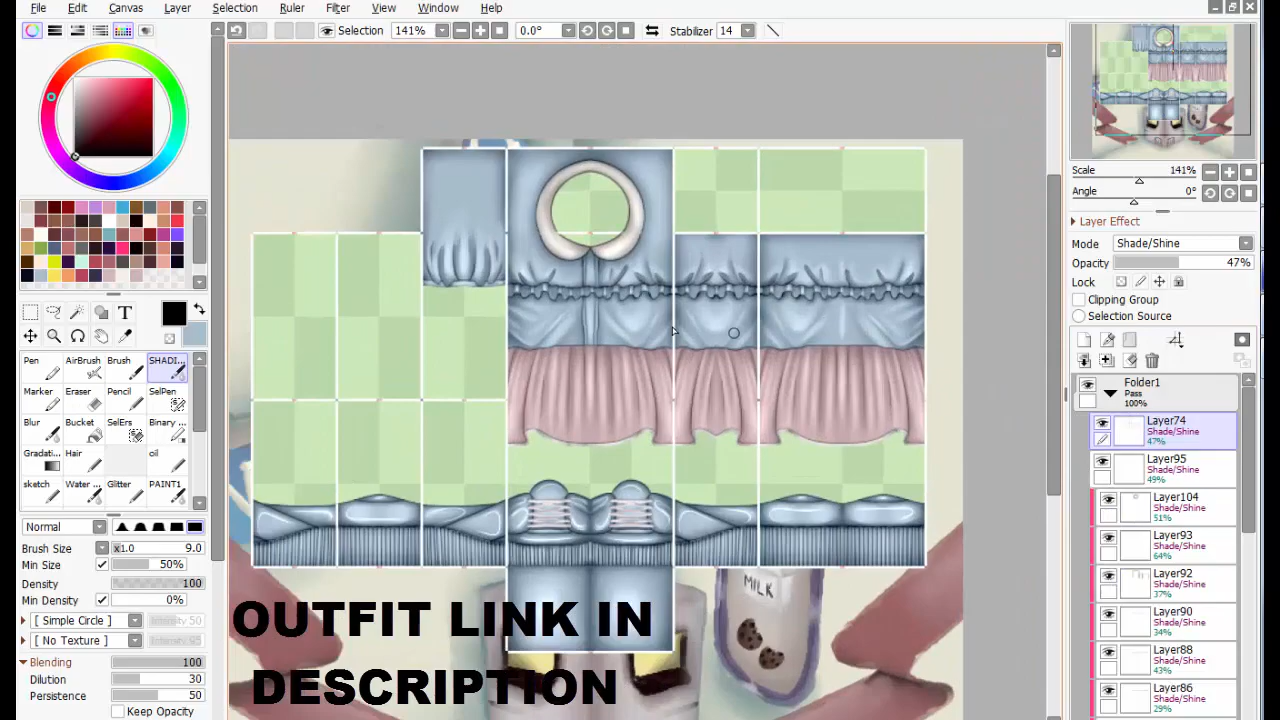 File Edit Canvas Layer Selection Ruler Filter View Window Help
Selection 141% 0.0° Stabilizer 14
Scale 141%
Angle 0°
Layer Effect
Mode Shade/Shine
Opacity 47%
Lock
Clipping Group
Selection Source
T
Pen AirBrush Brush SHADI...
Marker Eraser Pencil SelPen
Blur Bucket SelErs Binary ...
Gradati... Hair oil
sketch Water ... Glitter PAINT1
Normal
Brush Size x1.0 9.0
Min Size 50%
Density 100
Min Density 0%
[ Simple Circle ] Intensity 50
[ No Texture ]
Blending 100
Dilution 30
Persistence 50
Keep Opacity
Folder1
Pass
100%
Layer74
Shade/Shine
47%
Layer95
Shade/Shine
49%
Layer104
Shade/Shine
51%
Layer93
Shade/Shine
64%
Layer92
Shade/Shine
37%
Layer90
Shade/Shine
34%
Layer88
Shade/Shine
43%
Layer86
Shade/Shine
29%
MILK
OUTFIT LINK IN
DESCRIPTION